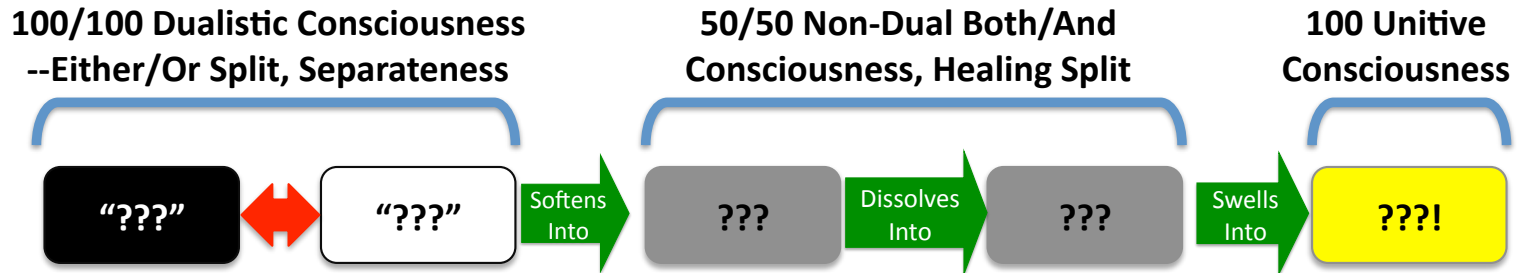 100/100 Dualistic Consciousness
--Either/Or Split, Separateness
50/50 Non-Dual Both/And
Consciousness, Healing Split
100 Unitive
Consciousness
“???”
“???”
Softens
Into
???
Dissolves
Into
???
Swells
Into
???!